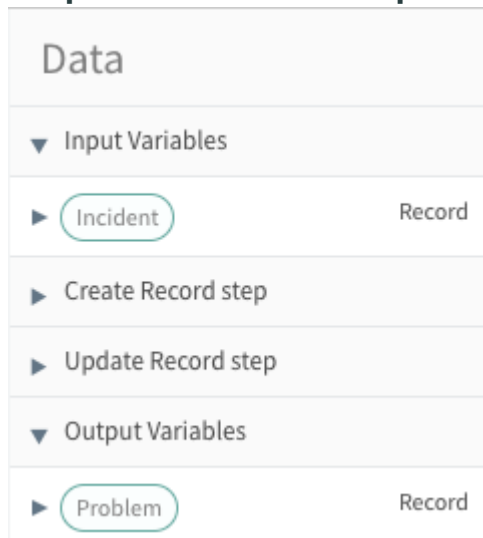 Data
Input Variables
Incident Record
Create Record step
Update Record step
Output Variables
Problem Record